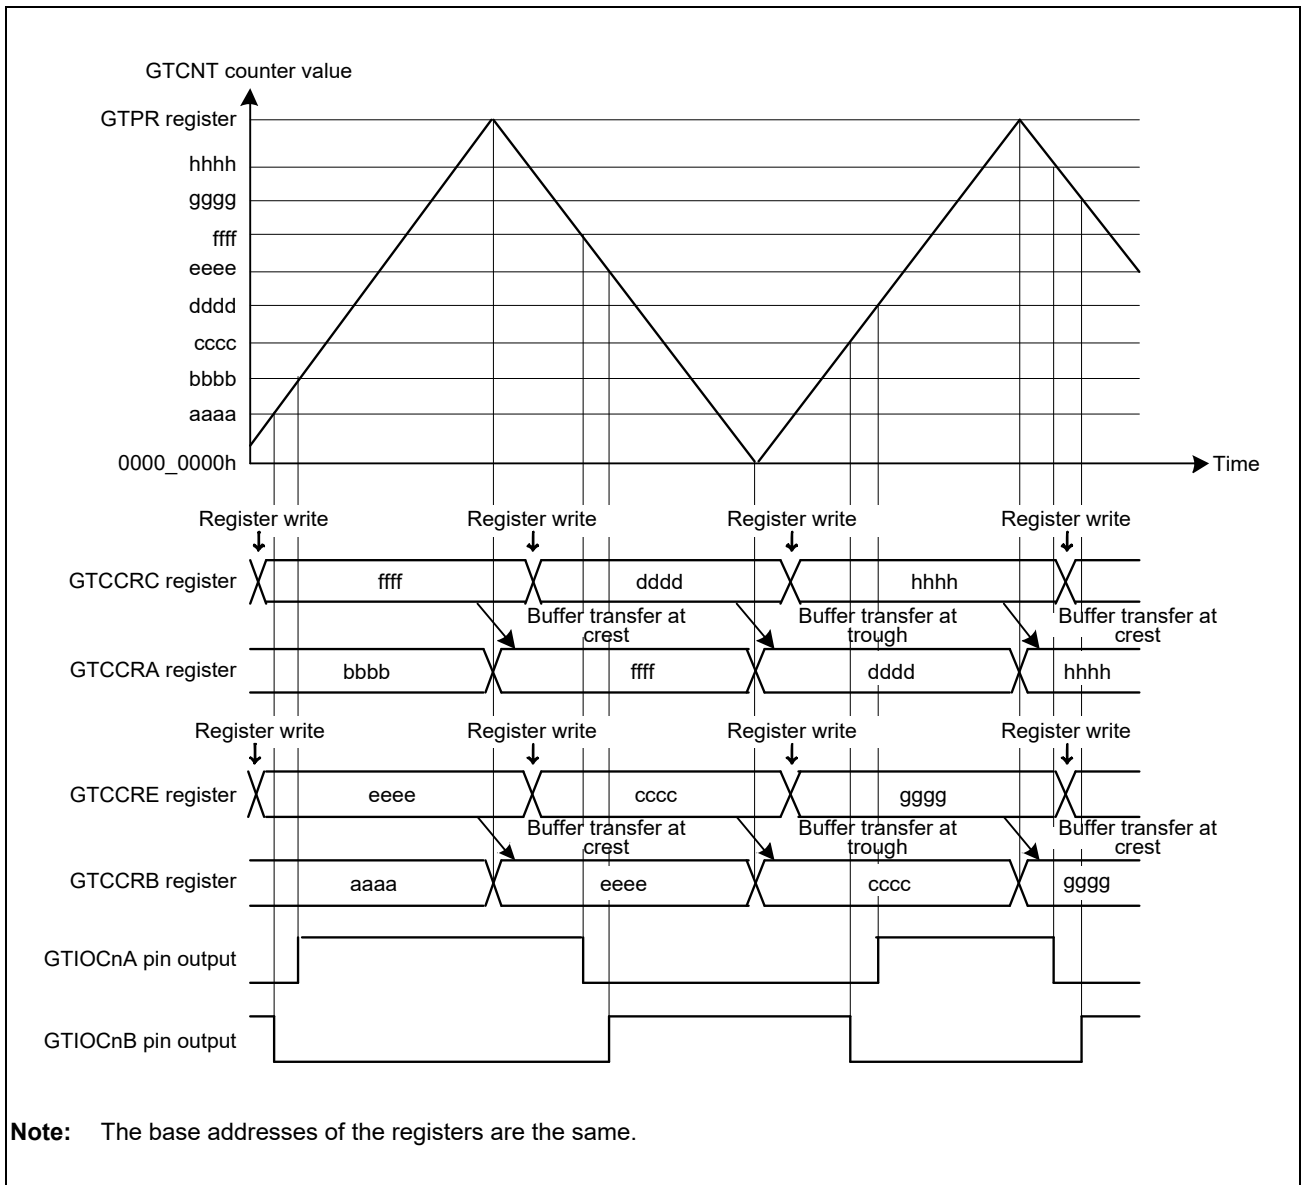 GTCNT counter value
GTPR register
hhhh
gggg
ffff
eeee
dddd
cccc
bbbb
aaaa
0000_0000h
Time
Register write Register write Register write Register write
GTCCRC register ffff dddd hhhh
Buffer transfer at Buffer transfer at Buffer transfer at
crest trough crest
GTCCRA register bbbb ffff dddd hhhh
Register write Register write Register write Register write
GTCCRE register eeee cccc gggg
Buffer transfer at Buffer transfer at Buffer transfer at
crest trough crest
GTCCRB register aaaa eeee cccc gggg
GTIOCnA pin output
GTIOCnB pin output
Note: The base addresses of the registers are the same.